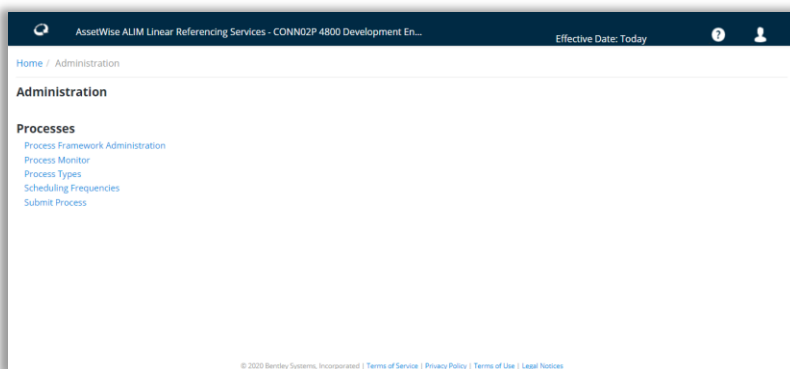 AssetWise ALIM Linear Referencing Services - CONN02P 4800 Development En...
Effective Date: Today
?
Home / Administration
Administration
Processes
Process Framework Administration
Process Monitor
Process Types
Scheduling Frequencies
Submit Process
© 2020 Bentley Systems, Incorporated | Terms of Service | Privacy Policy | Terms of Use | Legal Notices